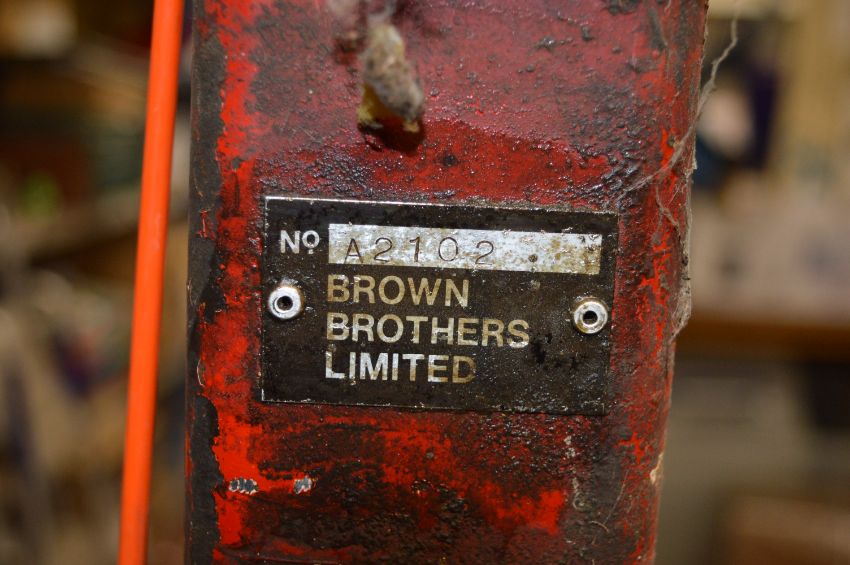 Nº A2102
BROWN
BROTHERS
LIMITED